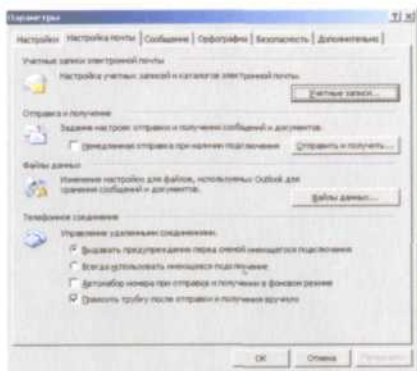 Параметры
Настройки Настройка почты Сообщение Орфография Безопасность Дополнительно
Учетные записи электронной почты
Настройка учетных записей и каталогов электронной почты.
Учетные записи...
Отправка и получение
Задание настроек отправки и получения сообщений и документов.
Немедленная отправка при наличии подключения
Отправить и получить...
Файлы данных
Изменение настройки для файлов, используемых Outlook для
хранения сообщений и документов.
Файлы данных...
Телефонное соединение
Управление удаленными соединениями.
Выдавать предупреждение перед сменой имеющегося подключения
Всегда использовать имеющееся подключение
Автонабор номера при отправке и получении в фоновом режиме
Повесить трубку после отправки и получения вручную
ОК Отмена Применить